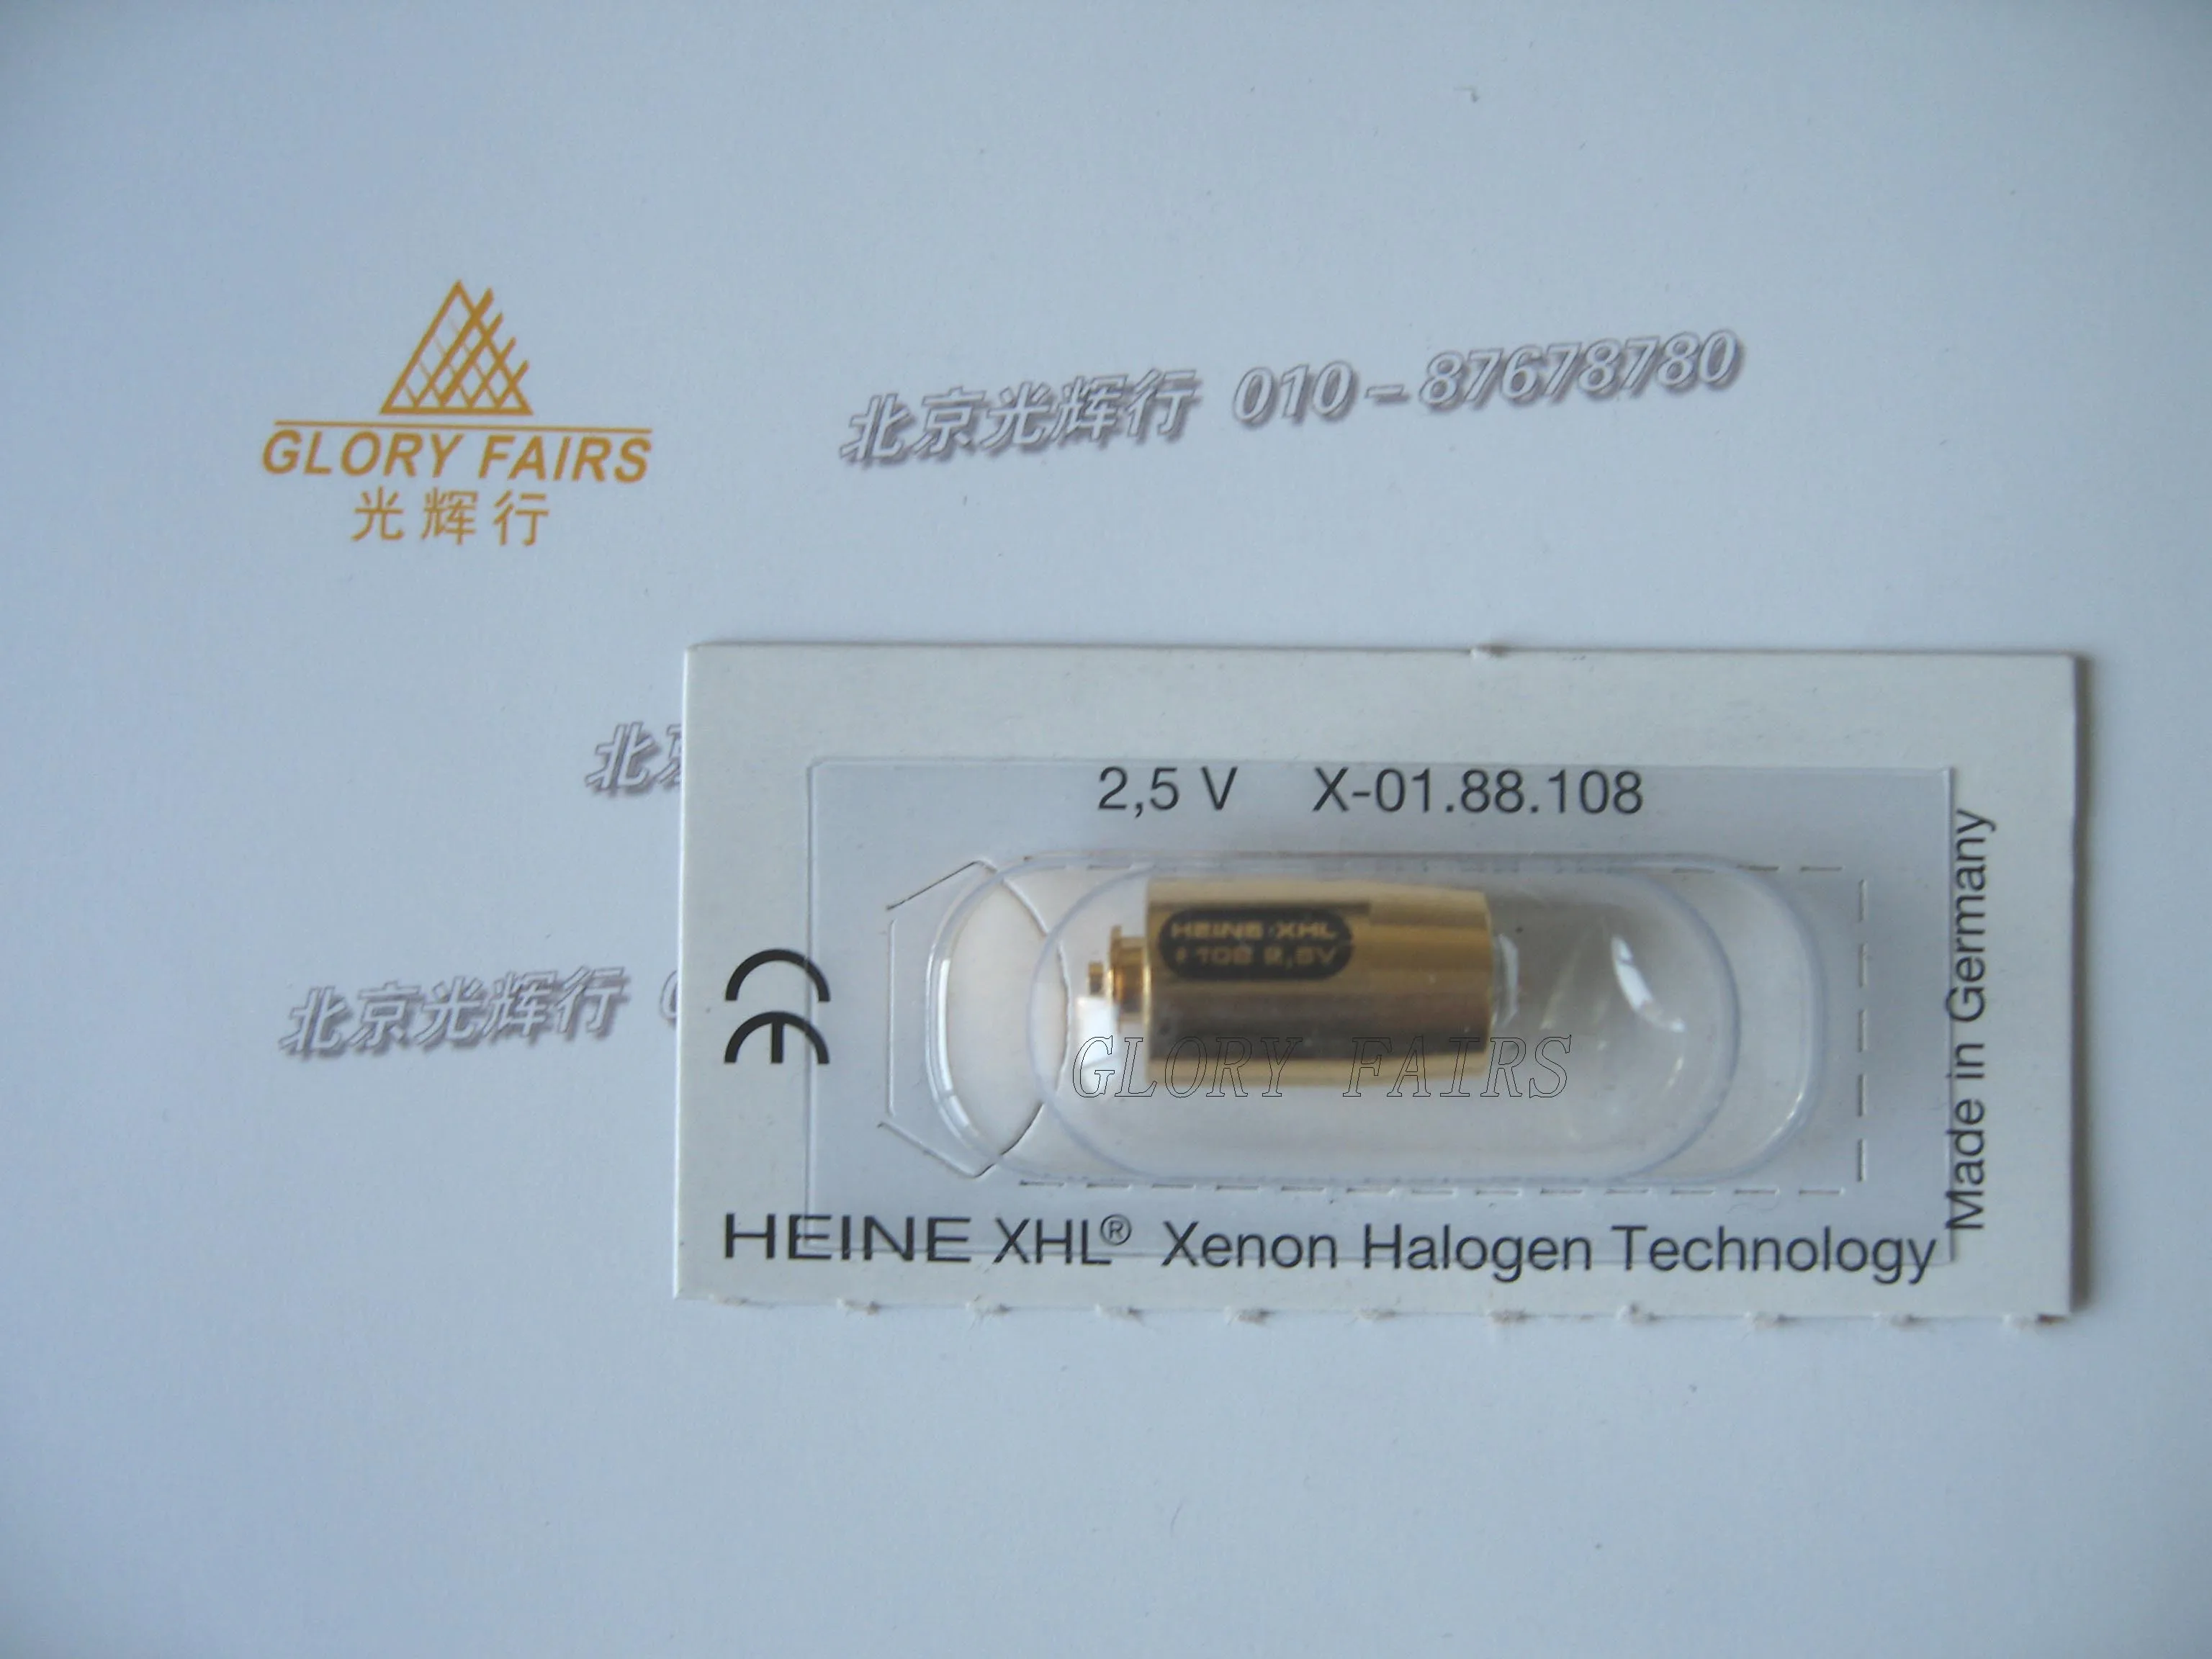 GLORY FAIRS
光辉行
北京光辉行 010-87678780
北京
2,5 V X-01.88.108
Made in Germany
HEINE XHL
2,5V
北京光辉行 0
CE
GLORY FAIRS
HEINE XHL® Xenon Halogen Technology